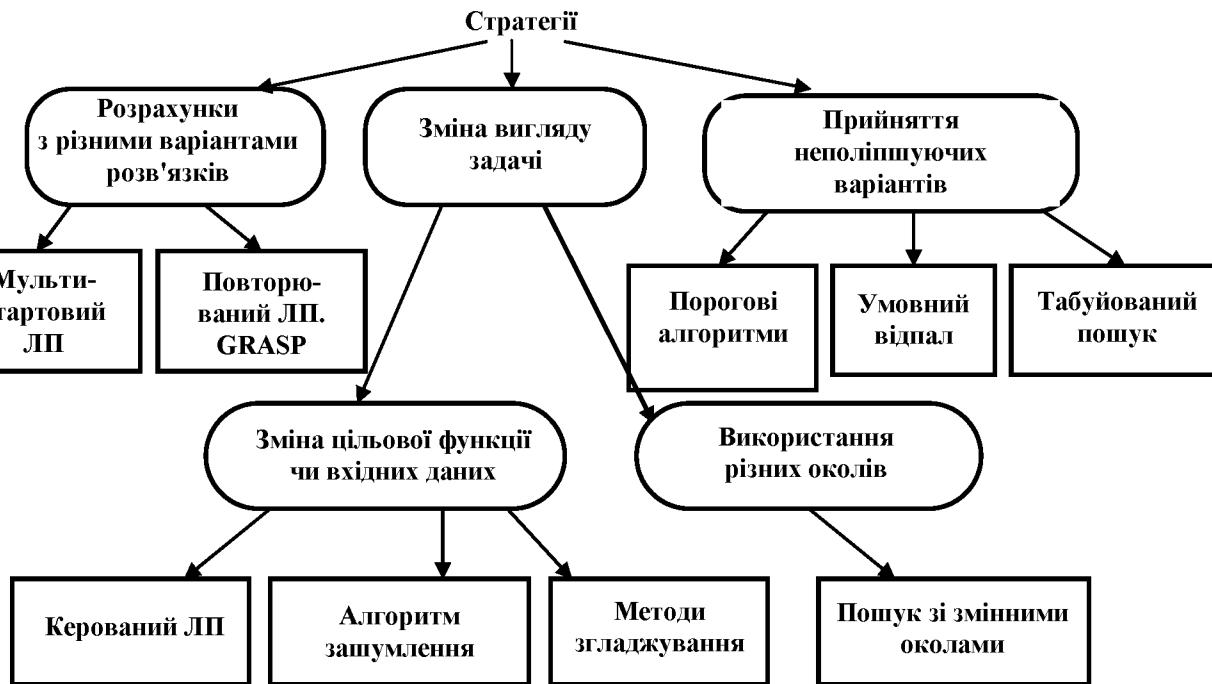 Стратегії
Розрахунки
з різними варіантами
розв'язків
Зміна вигляду
задачі
Прийняття
неполіпшуючих
варіантів
Мульти-
тартовий
ЛП
Повторю-
ваний ЛП.
GRASP
Порогові
алгоритми
Умовний
відпал
Табуйований
пошук
Зміна цільової функції
чи вхідних даних
Використання
різних околів
Керований ЛП
Алгоритм
зашумлення
Методи
згладжування
Пошук зі змінними
околами